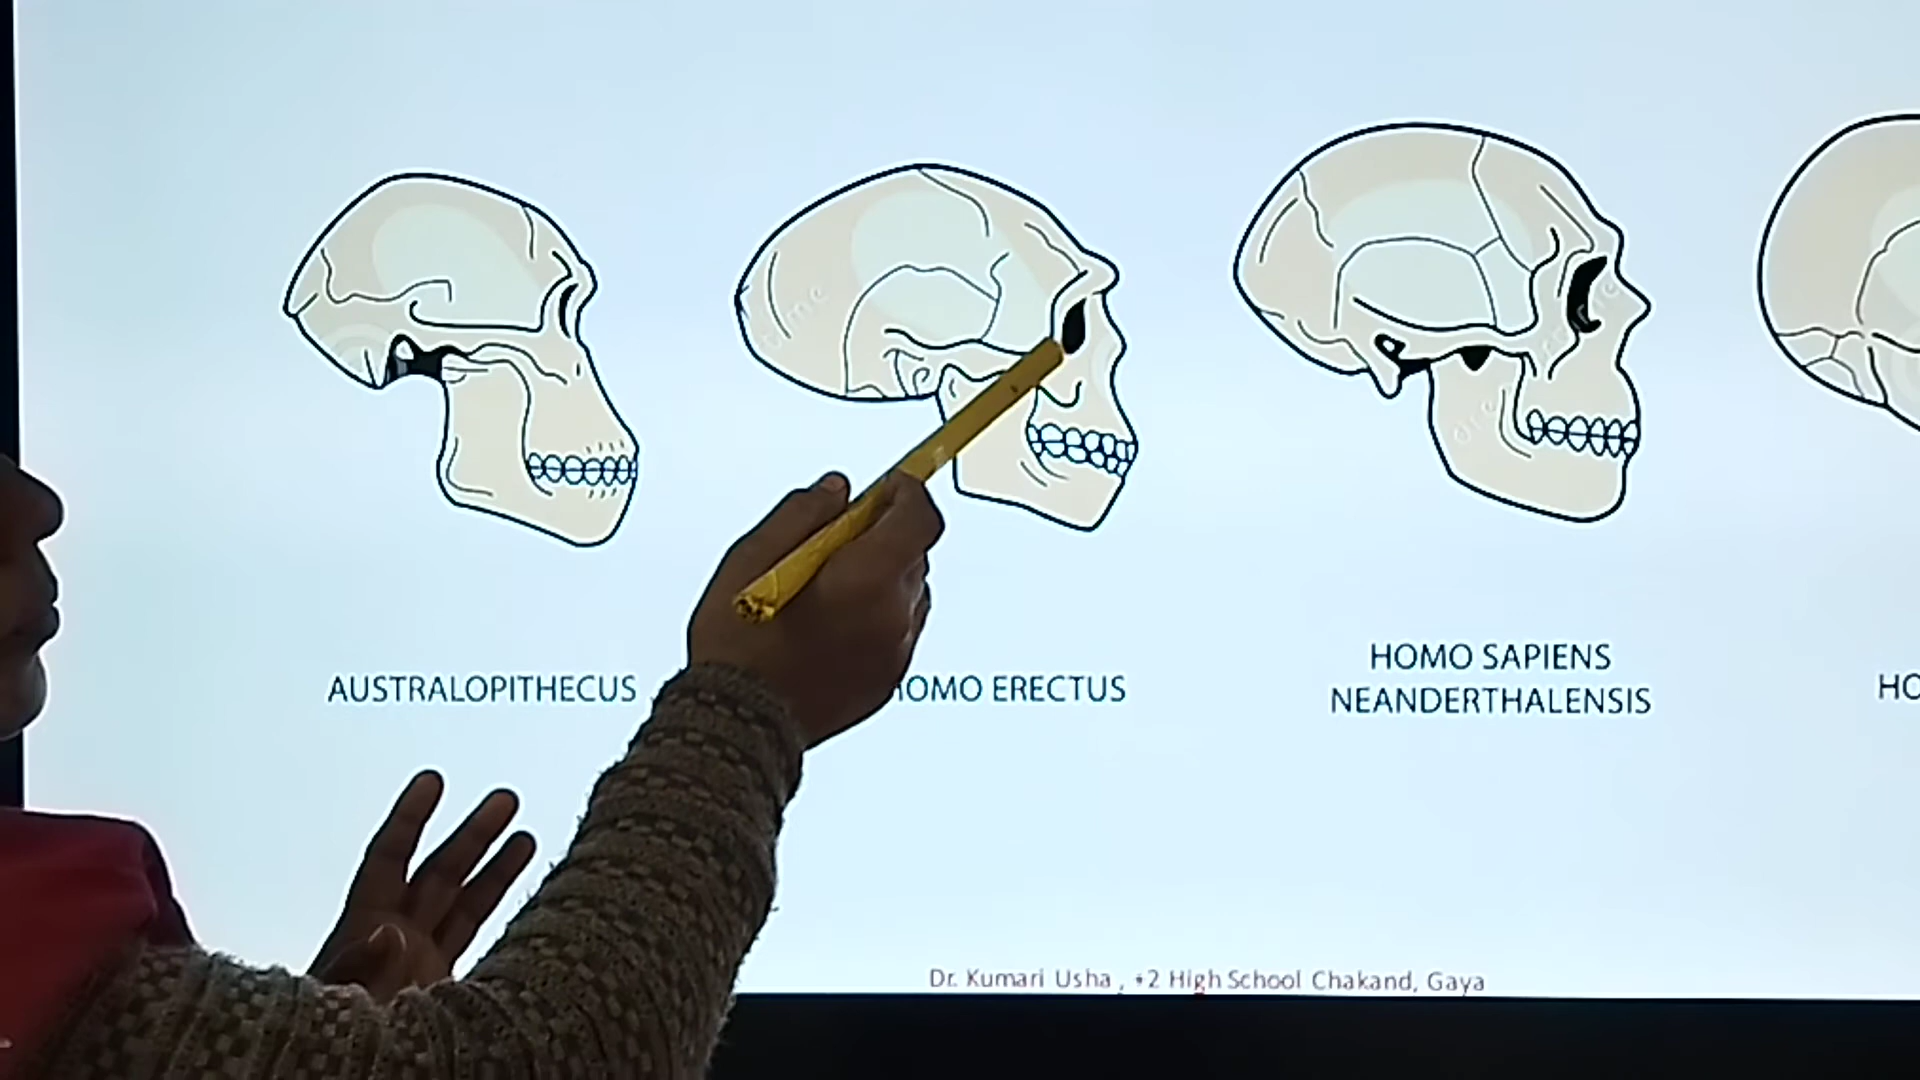 AUSTRALOPITHECUS
OMO ERECTUS
HOMO SAPIENS
NEANDERTHALENSIS
HO
Dr. Kumari Usha , +2 High School Chakand, Gaya